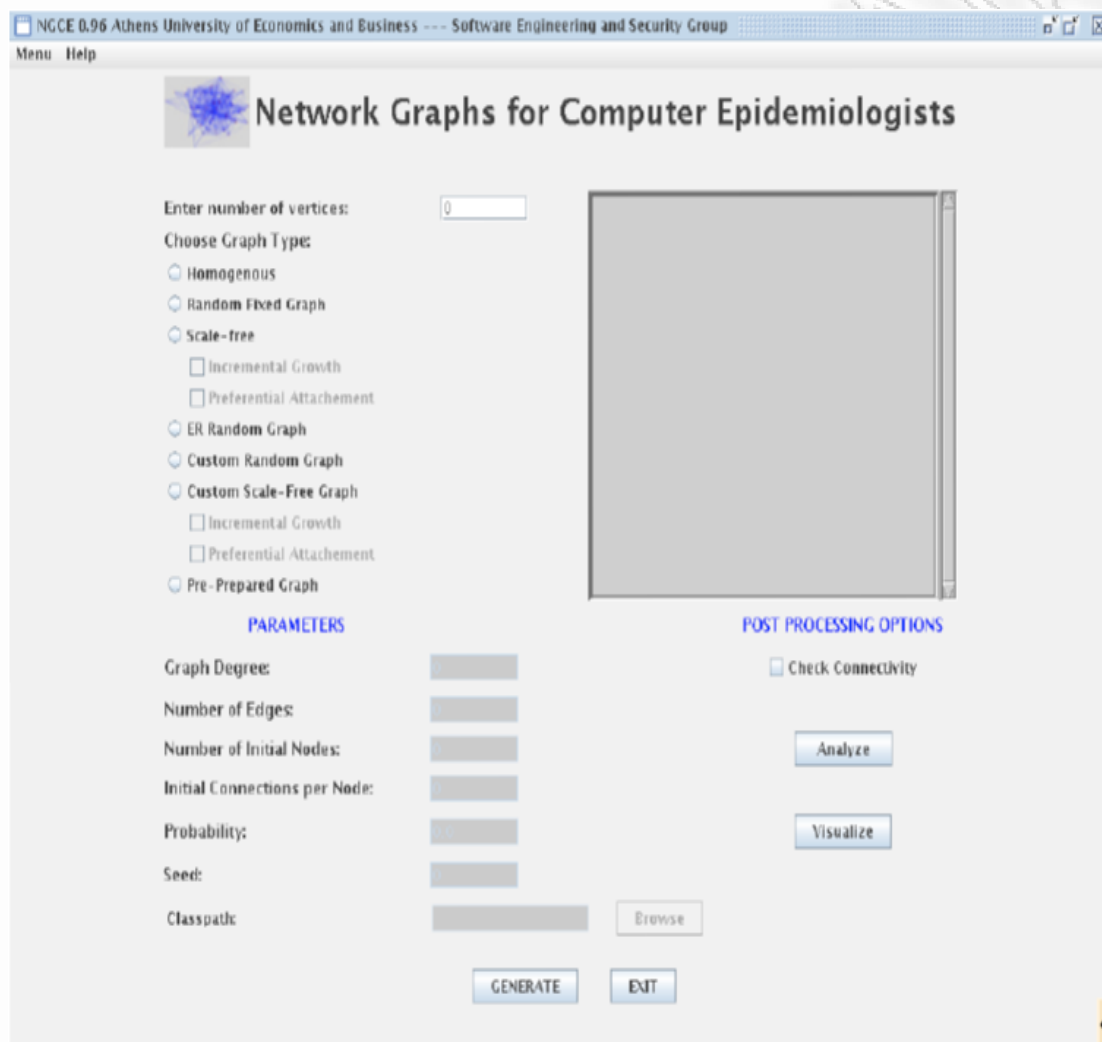 NGCE 0.96 Athens University of Economics and Business --- Software Engineering and Security Group
Menu Help
Network Graphs for Computer Epidemiologists
Enter number of vertices: 0
Choose Graph Type:
Homogenous
Random Fixed Graph
Scale-free
Incremental Growth
Preferential Attachement
ER Random Graph
Custom Random Graph
Custom Scale-Free Graph
Incremental Growth
Preferential Attachement
Pre-Prepared Graph
PARAMETERS
POST PROCESSING OPTIONS
Graph Degree:
Check Connectivity
Number of Edges:
Number of Initial Nodes:
Analyze
Initial Connections per Node:
Probability:
Visualize
Seed:
Classpath:
Browse
GENERATE
EXIT